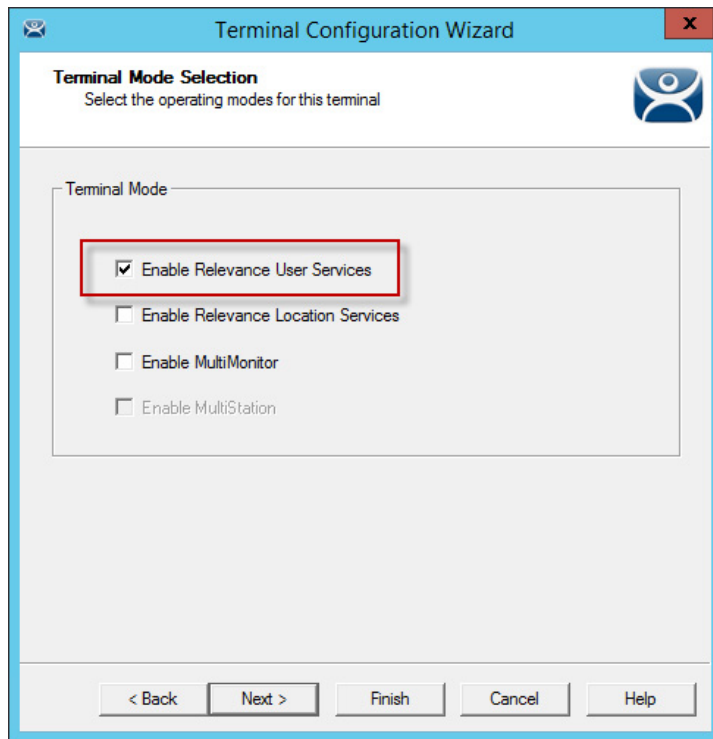 Terminal Configuration Wizard
x
Terminal Mode Selection
Select the operating modes for this terminal
Terminal Mode
Enable Relevance User Services
Enable Relevance Location Services
Enable MultiMonitor
Enable MultiStation
< Back
Next >
Finish
Cancel
Help